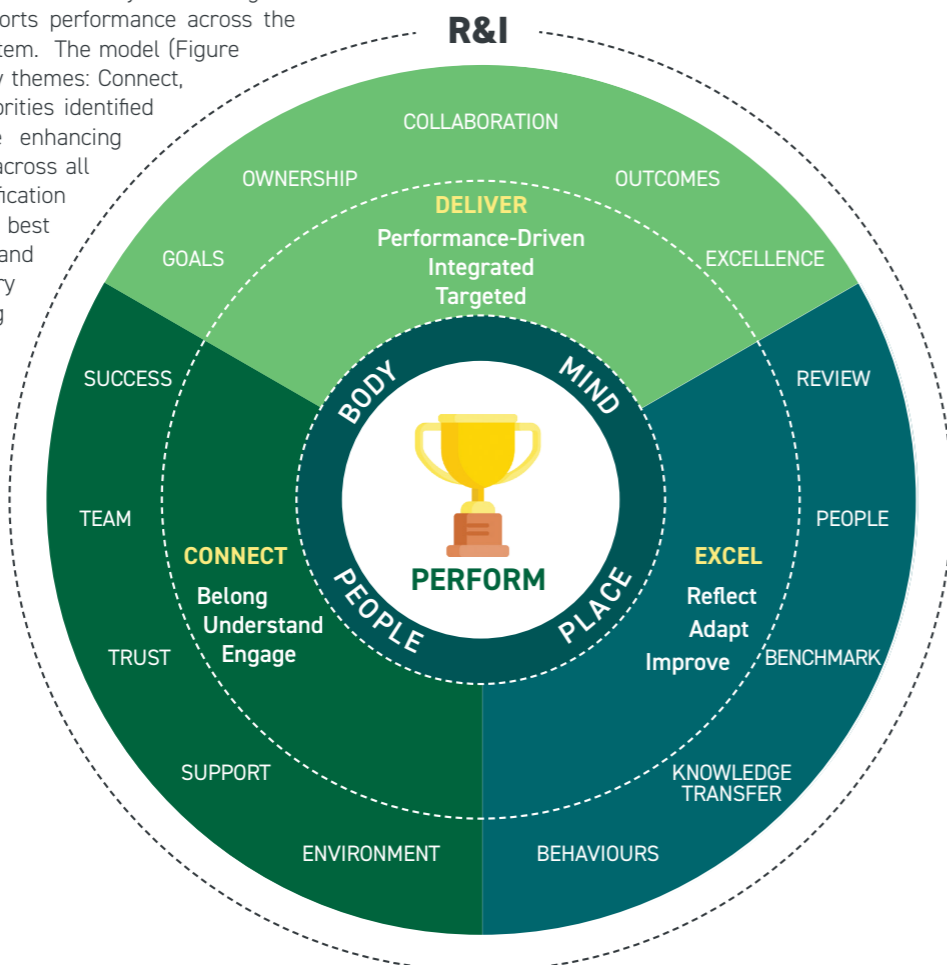 orts performance across the
tem. The model (Figure
themes: Connect,
orities identified
enhancing
across all
fication
best
and
R&I
COLLABORATION
OWNERSHIP
OUTCOMES
GOALS
EXCELLENCE
DELIVER
Performance-Driven
Integrated
Targeted
SUCCESS
TEAM
TRUST
SUPPORT
ENVIRONMENT
CONNECT
Belong
Understand
Engage
BODY
MIND
PEOPLE
PLACE
PERFORM
EXCEL
Reflect
Adapt
Improve
REVIEW
PEOPLE
BENCHMARK
KNOWLEDGE
TRANSFER
BEHAVIOURS